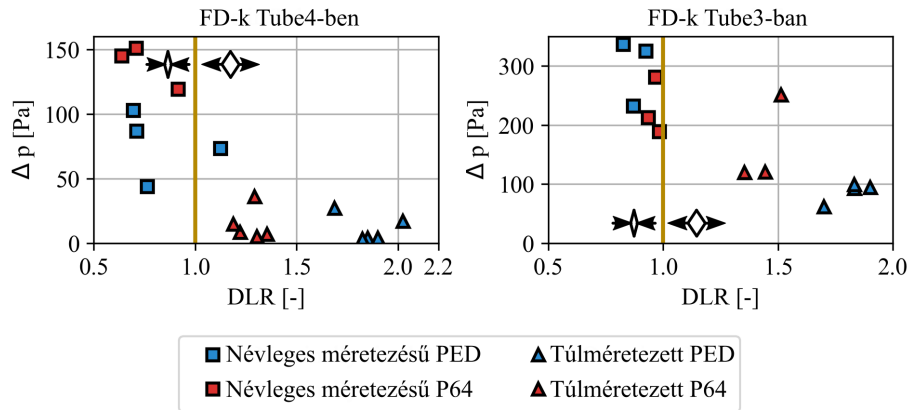 FD-k Tube4-ben
150
100
50
0
Δ p [Pa]
0.5 1.0 1.5 2.0 2.2
DLR [-]
FD-k Tube3-ban
300
200
100
0
Δ p [Pa]
0.5 1.0 1.5 2.0
DLR [-]
Névleges méretezésű PED
Névleges méretezésű P64
Túlméretezett PED
Túlméretezett P64